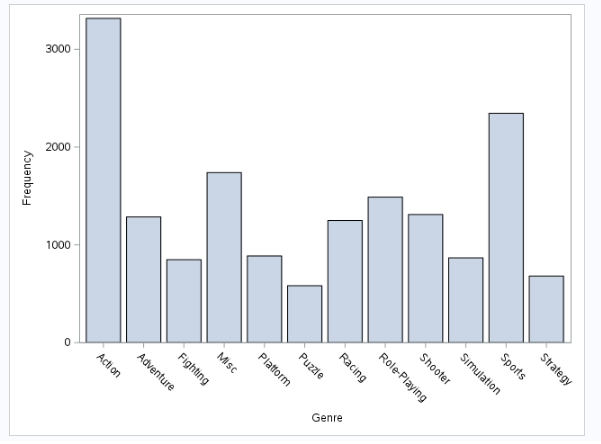 3000
2000
1000
0
Frequency
Action
Adventure
Fighting
Misc
Platform
Puzzle
Racing
Role-Playing
Shooter
Simulation
Sports
Strategy
Genre